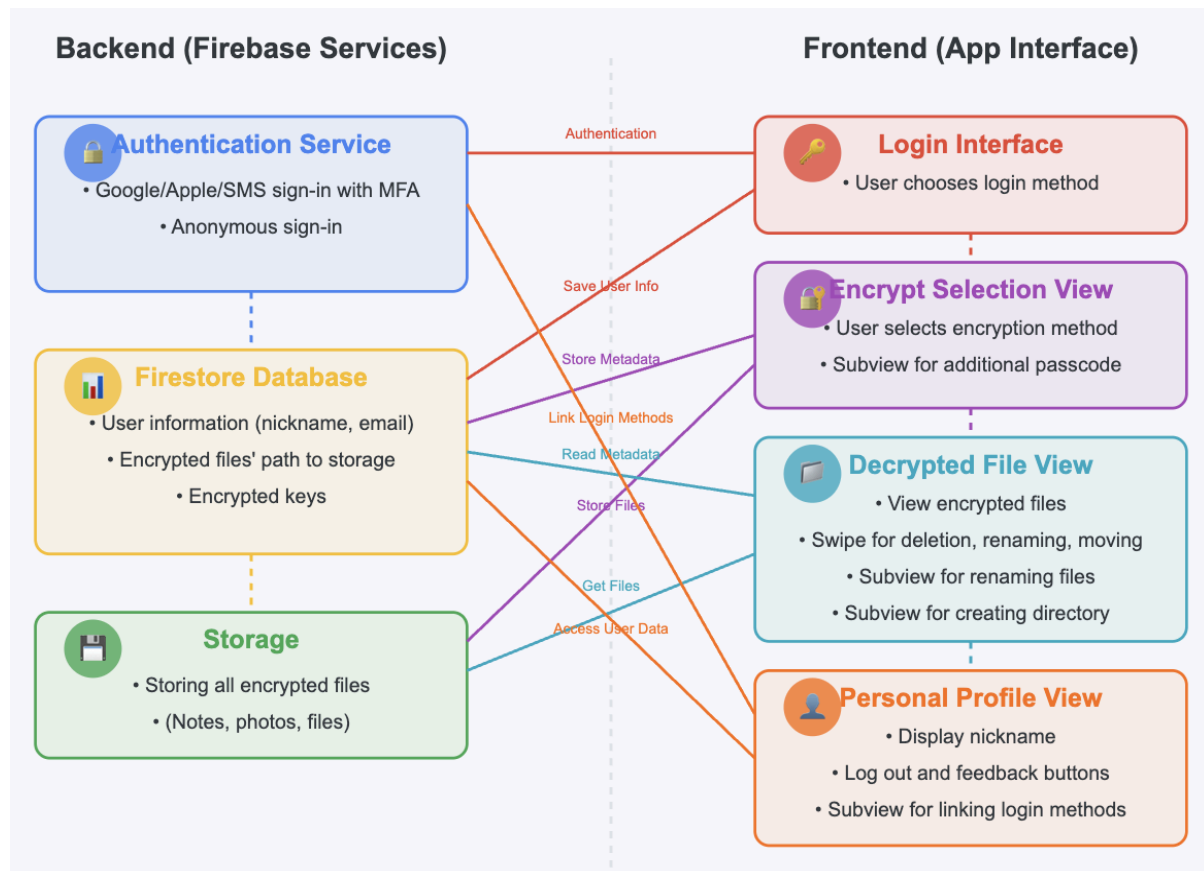 Backend (Firebase Services)
Frontend (App Interface)
Authentication Service
• Google/Apple/SMS sign-in with MFA
• Anonymous sign-in
Firestore Database
• User information (nickname, email)
• Encrypted files' path to storage
• Encrypted keys
Storage
• Storing all encrypted files
• (Notes, photos, files)
Authentication
Save User Info
Store Metadata
Link Login Methods
Read Metadata
Store Files
Get Files
Access User Data
Login Interface
• User chooses login method
Encrypt Selection View
• User selects encryption method
• Subview for additional passcode
Decrypted File View
• View encrypted files
• Swipe for deletion, renaming, moving
• Subview for renaming files
• Subview for creating directory
Personal Profile View
• Display nickname
• Log out and feedback buttons
• Subview for linking login methods